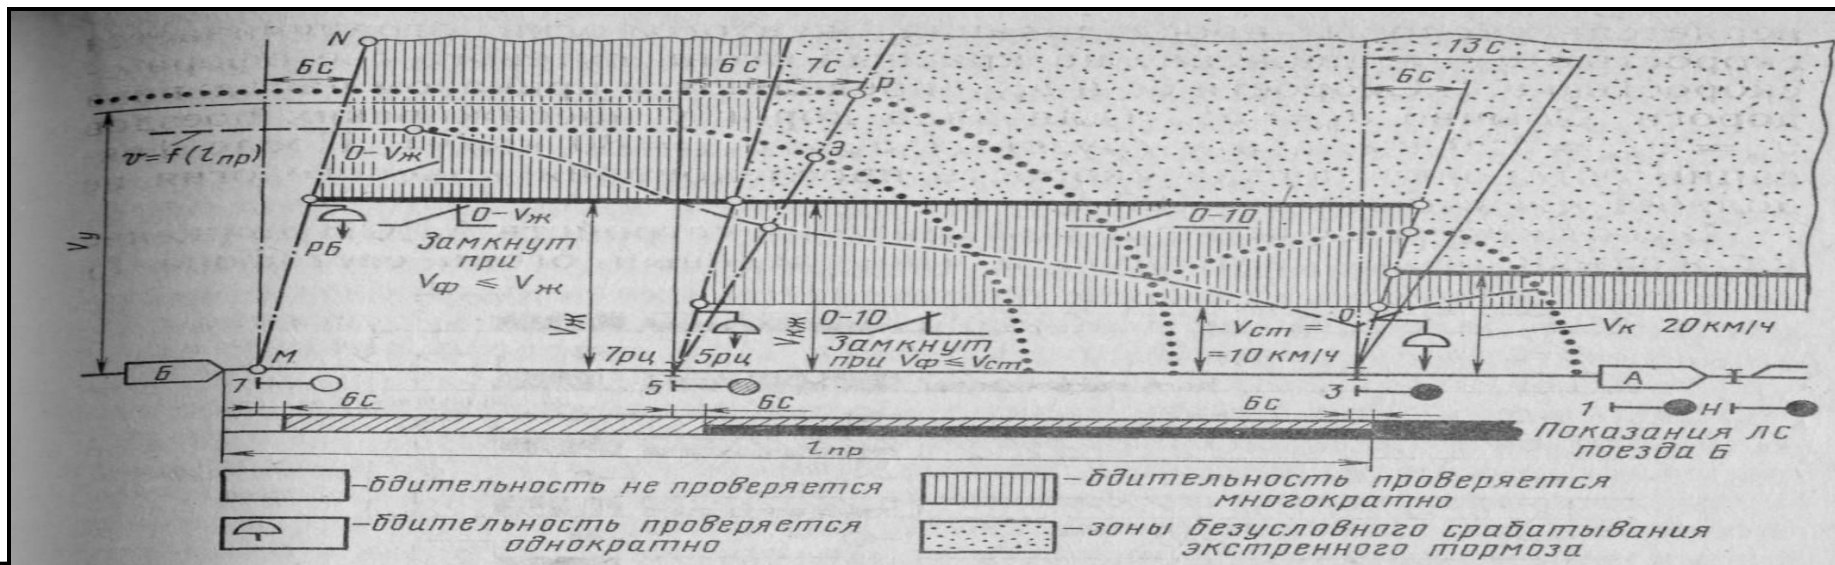 N
6с
6с
7с
13с
6с
Р
v=f(lпр)
0-Vж
Э
Vу
РБ
0-Vж
Замкнут
при
Vф ≤ Vж
Vж
0-10
Vж
0-10
Замкнут
при Vф≤Vст
Vст =
=10 км/ч
0
Vк 20 км/ч
Б
М
7рц
5рц
7
5
3
А
1
Н
6с
6с
6с
Показания ЛС
поезда Б
lпр
-бдительность не проверяется
-бдительность проверяется
многократно
-бдительность проверяется
однократно
-зоны безусловного срабатывания
экстренного тормоза